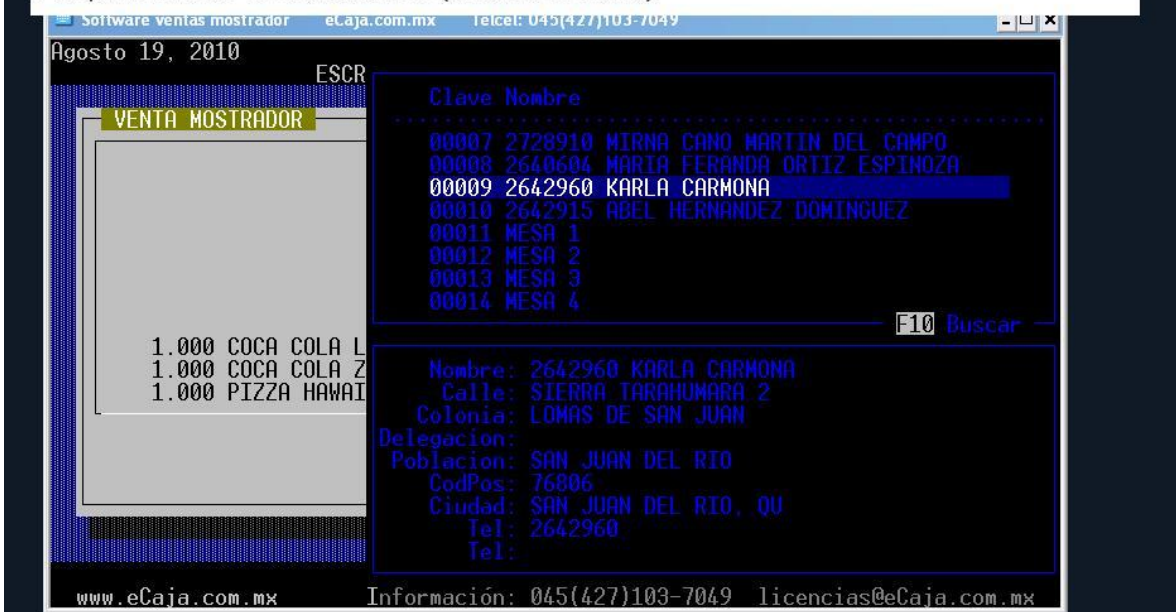 Software ventas mostrador eCaja.com.mx Telcel: 045(427)103-7049
Agosto 19, 2010
ESCR
VENTA MOSTRADOR
1.000 COCA COLA L
1.000 COCA COLA Z
1.000 PIZZA HAWAI
Clave Nombre
00007 2728910 MIRNA CANO MARTIN DEL CAMPO
00008 2640604 MARIA FERANDA ORTIZ ESPINOZA
00009 2642960 KARLA CARMONA
00010 2642915 ABEL HERNANDEZ DOMINGUEZ
00011 MESA 1
00012 MESA 2
00013 MESA 3
00014 MESA 4
F10 Buscar
Nombre: 2642960 KARLA CARMONA
Calle: SIERRA TARAHUMARA 2
Colonia: LOMAS DE SAN JUAN
Delegacion:
Poblacion: SAN JUAN DEL RIO
CodPos: 76806
Ciudad: SAN JUAN DEL RIO, QU
Tel: 2642960
Tel:
www.eCaja.com.mx Información: 045(427)103-7049 licencias@eCaja.com.mx